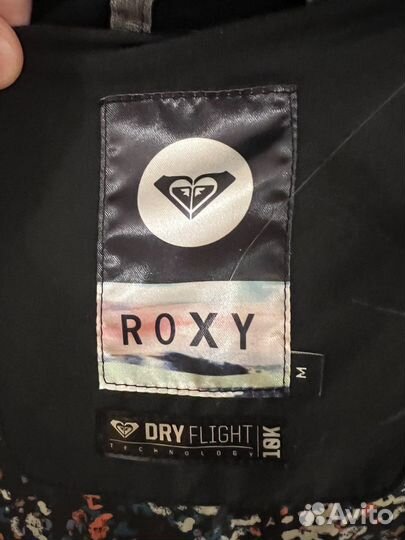 ROXY
M
DRY FLIGHT
TECHNOLOGY
10K
Avito